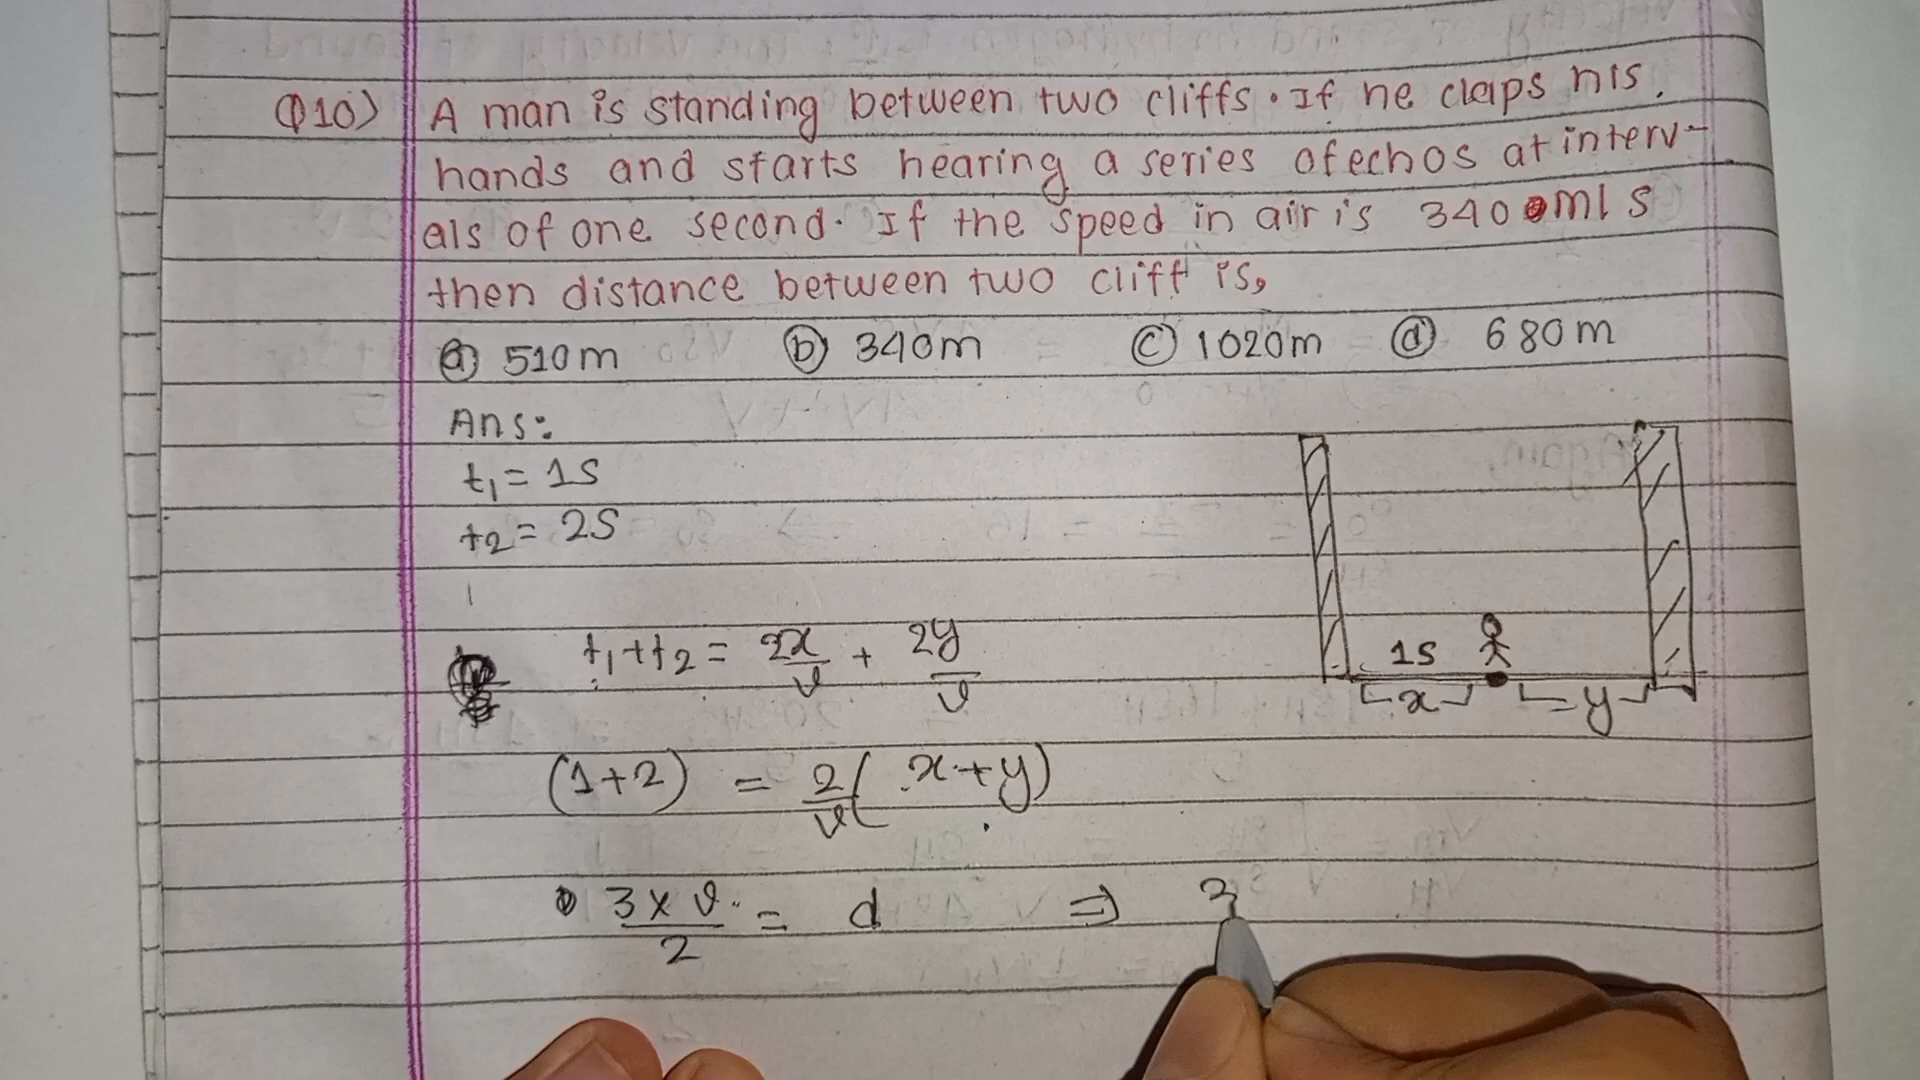 Q10) A man is standing between two cliffs. If he claps his.
hands and starts hearing a series of echos at interv-
als of one second. If the speed in air is 340 m/s
then distance between two cliff is,
(a) 510m (b) 340m (c) 1020m (d) 680m
Ans:
t₁ = 1S
t₂ = 2S
t₁+t₂ = 2x/v + 2y/v
1S
x y
(1+2) = 2/v (x+y)
3×v/2 = d ⇒ 3